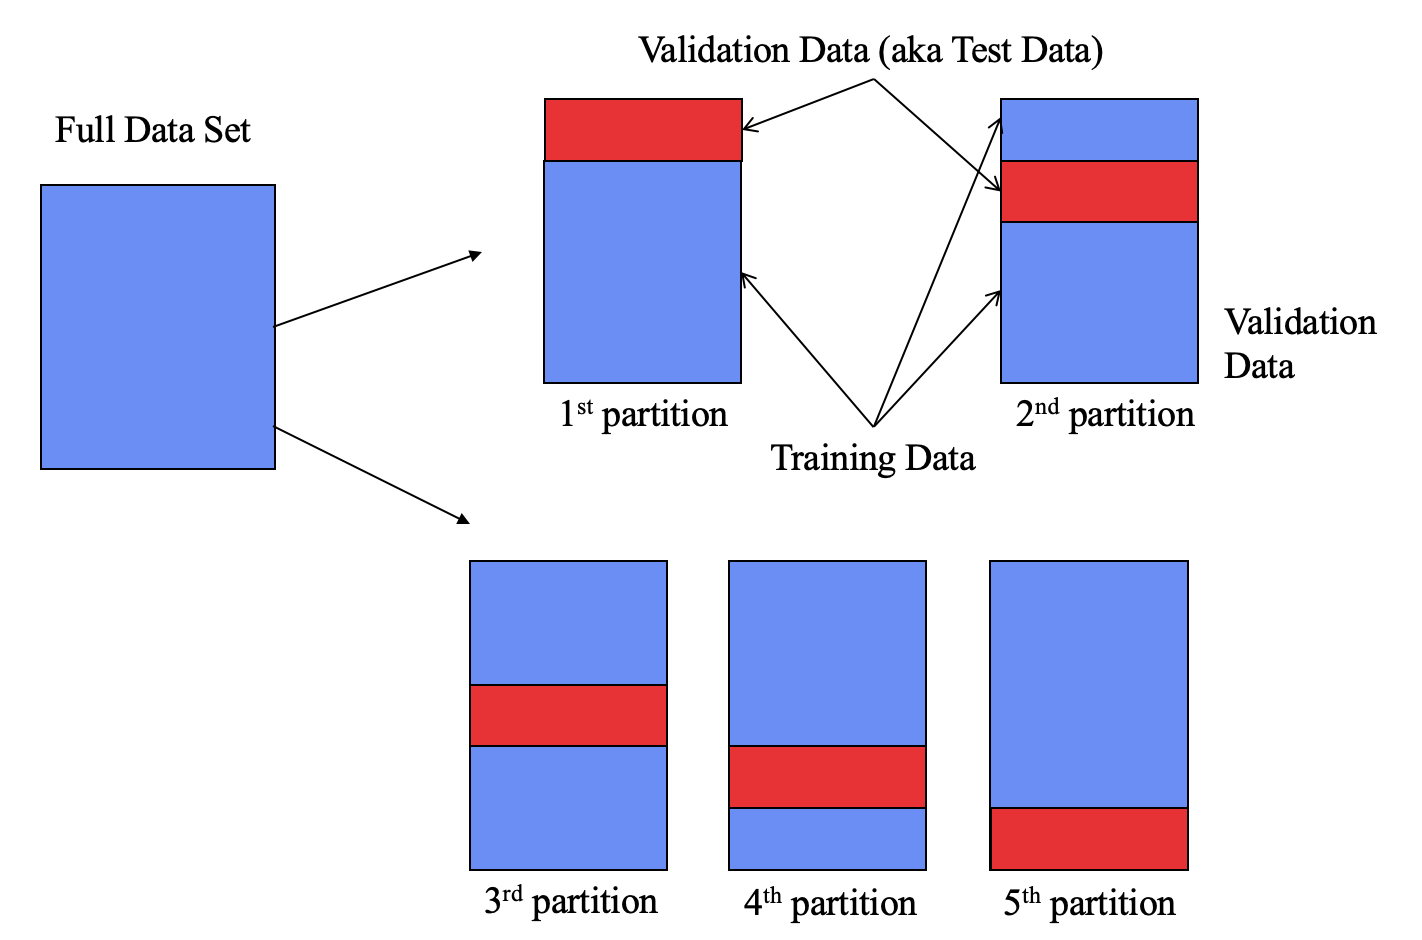 Validation Data (aka Test Data)
Full Data Set
Validation
Data
1st partition
2nd partition
Training Data
3rd partition
4th partition
5th partition